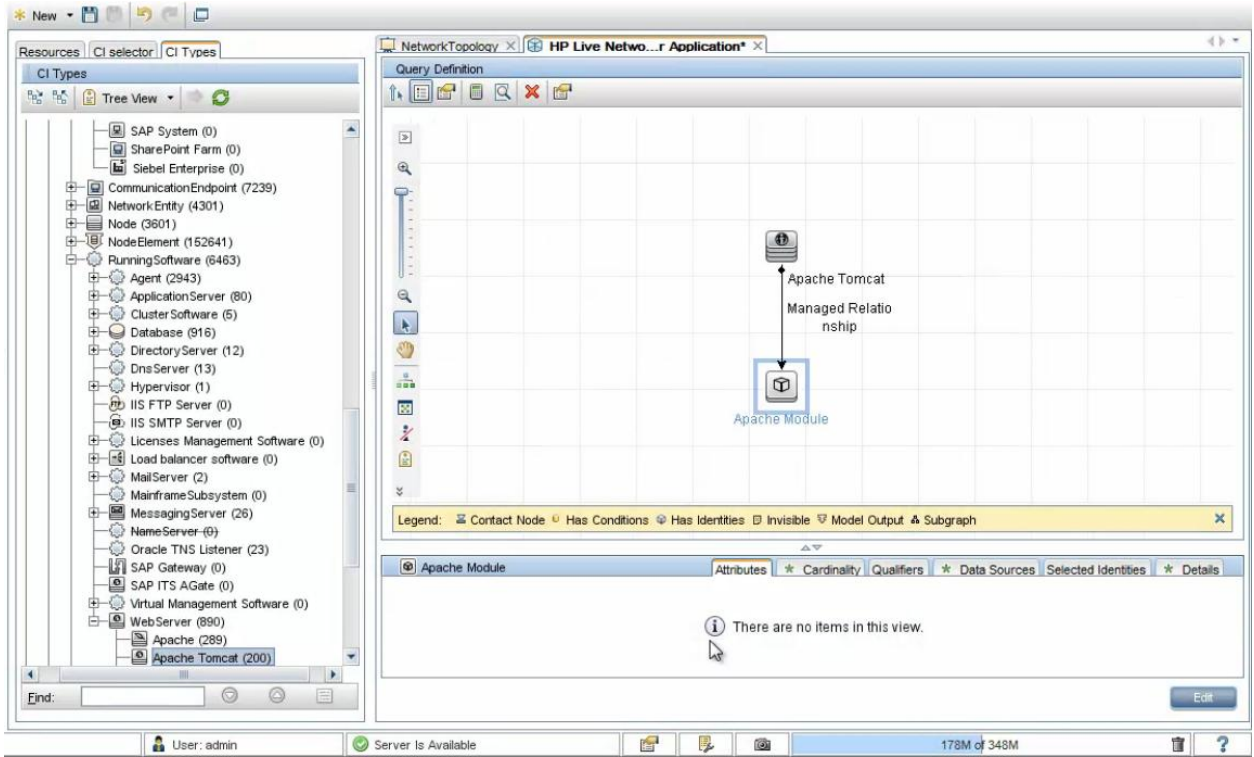 New
Resources
CI selector
CI Types
CI Types
Tree View
SAP System (0)
SharePoint Farm (0)
Siebel Enterprise (0)
CommunicationEndpoint (7239)
NetworkEntity (4301)
Node (3601)
NodeElement (152641)
RunningSoftware (6463)
Agent (2943)
ApplicationServer (80)
ClusterSoftware (5)
Database (916)
DirectoryServer (12)
DnsServer (13)
Hypervisor (1)
IIS FTP Server (0)
IIS SMTP Server (0)
Licenses Management Software (0)
Load balancer software (0)
MailServer (2)
MainframeSubsystem (0)
MessagingServer (26)
NameServer (0)
Oracle TNS Listener (23)
SAP Gateway (0)
SAP ITS AGate (0)
Virtual Management Software (0)
WebServer (890)
Apache (289)
Apache Tomcat (200)
Find:
NetworkTopology
HP Live Netwo...r Application*
Query Definition
Apache Tomcat
Managed Relatio
nship
Apache Module
Legend: Contact Node Has Conditions Has Identities Invisible Model Output Subgraph
Apache Module
Attributes
Cardinality
Qualifiers
Data Sources
Selected Identities
Details
There are no items in this view.
Edit
User: admin
Server Is Available
178M of 348M